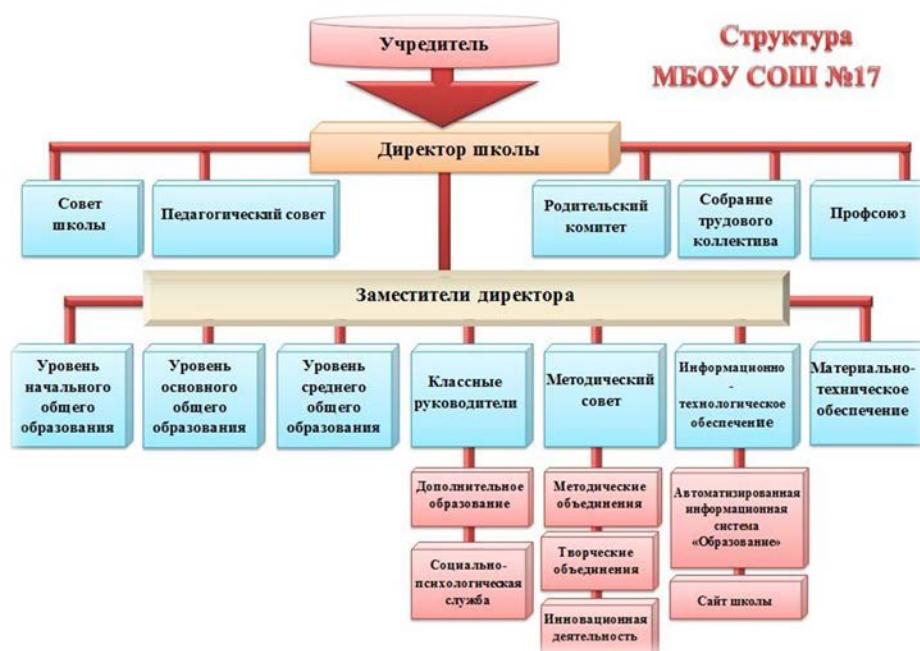 Учредитель
Структура
МБОУ СОШ №17
Директор школы
Совет
школы
Педагогический совет
Родительский
комитет
Собрание
трудового
коллектива
Профсоюз
Заместители директора
Уровень
начального
общего
образования
Уровень
основного
общего
образования
Уровень
среднего
общего
образования
Классные
руководители
Методический
совет
Информационно
-
технологическое
обеспечение
Материально-
техническое
обеспечение
Дополнительное
образование
Социально-
психологическая
служба
Методические
объединения
Творческие
объединения
Инновационная
деятельность
Автоматизированная
информационная
система
«Образование»
Сайт школы